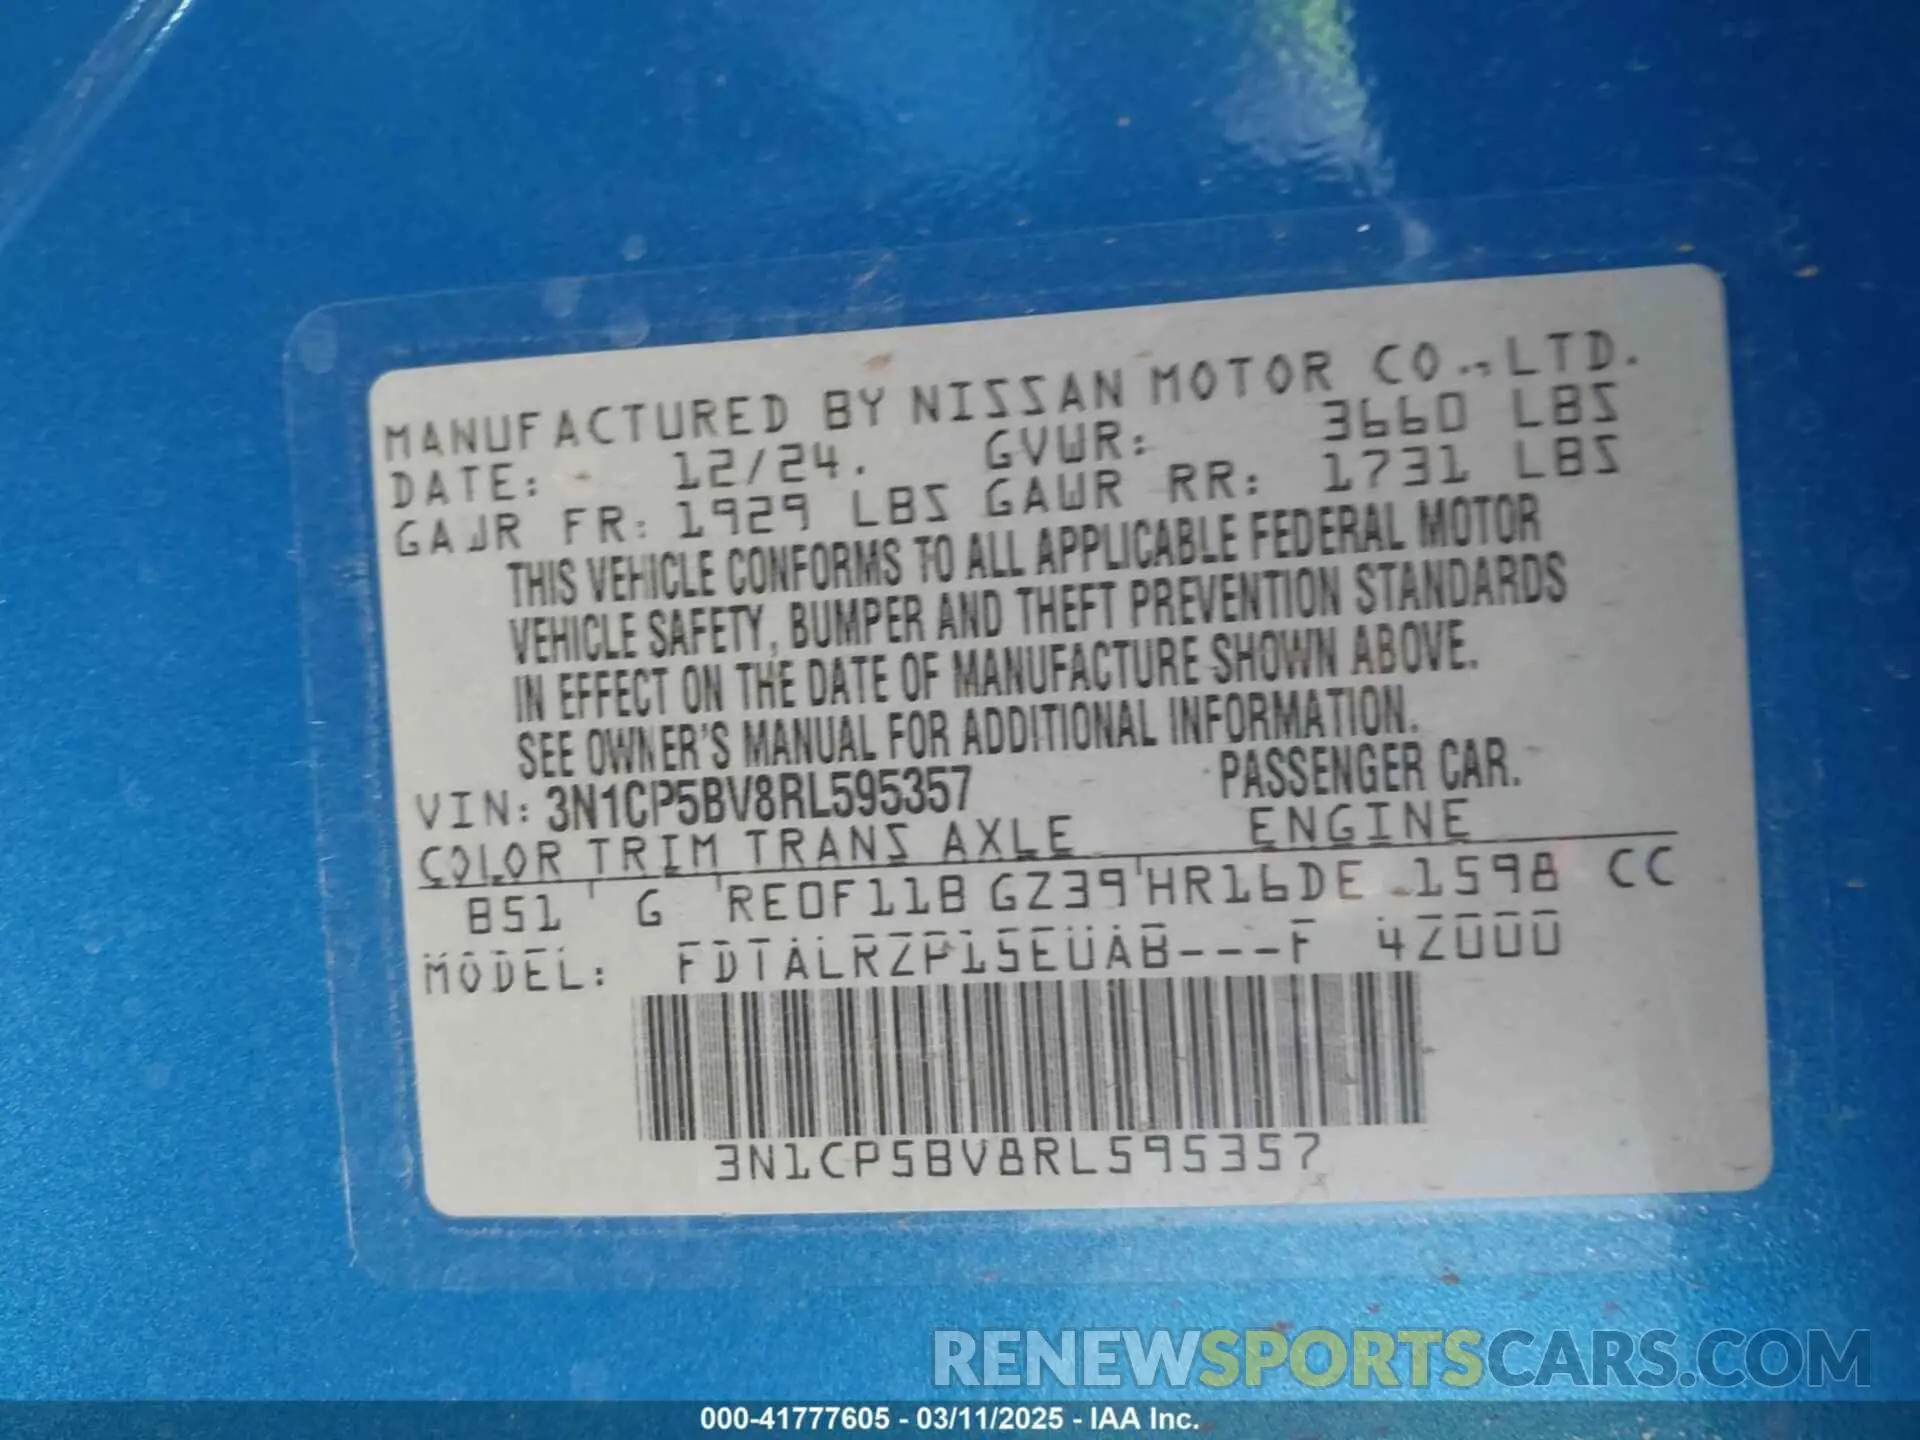 MANUFACTURED BY NISSAN MOTOR CO., LTD.
DATE: 12/24. GVWR: 3660 LBS
GAWR FR: 1929 LBS GAWR RR: 1731 LBS
THIS VEHICLE CONFORMS TO ALL APPLICABLE FEDERAL MOTOR
VEHICLE SAFETY, BUMPER AND THEFT PREVENTION STANDARDS
IN EFFECT ON THE DATE OF MANUFACTURE SHOWN ABOVE.
SEE OWNER'S MANUAL FOR ADDITIONAL INFORMATION.
VIN: 3N1CP5BV8RL595357 PASSENGER CAR.
COLOR TRIM TRANS AXLE ENGINE
B51 G RE0F11B GZ39 HR16DE 1598 CC
MODEL: FDTALRZP15EUAB---F 4Z000
3N1CP5BV8RL595357
RENEWSPORTSCARS.COM
000-41777605 - 03/11/2025 - IAA Inc.